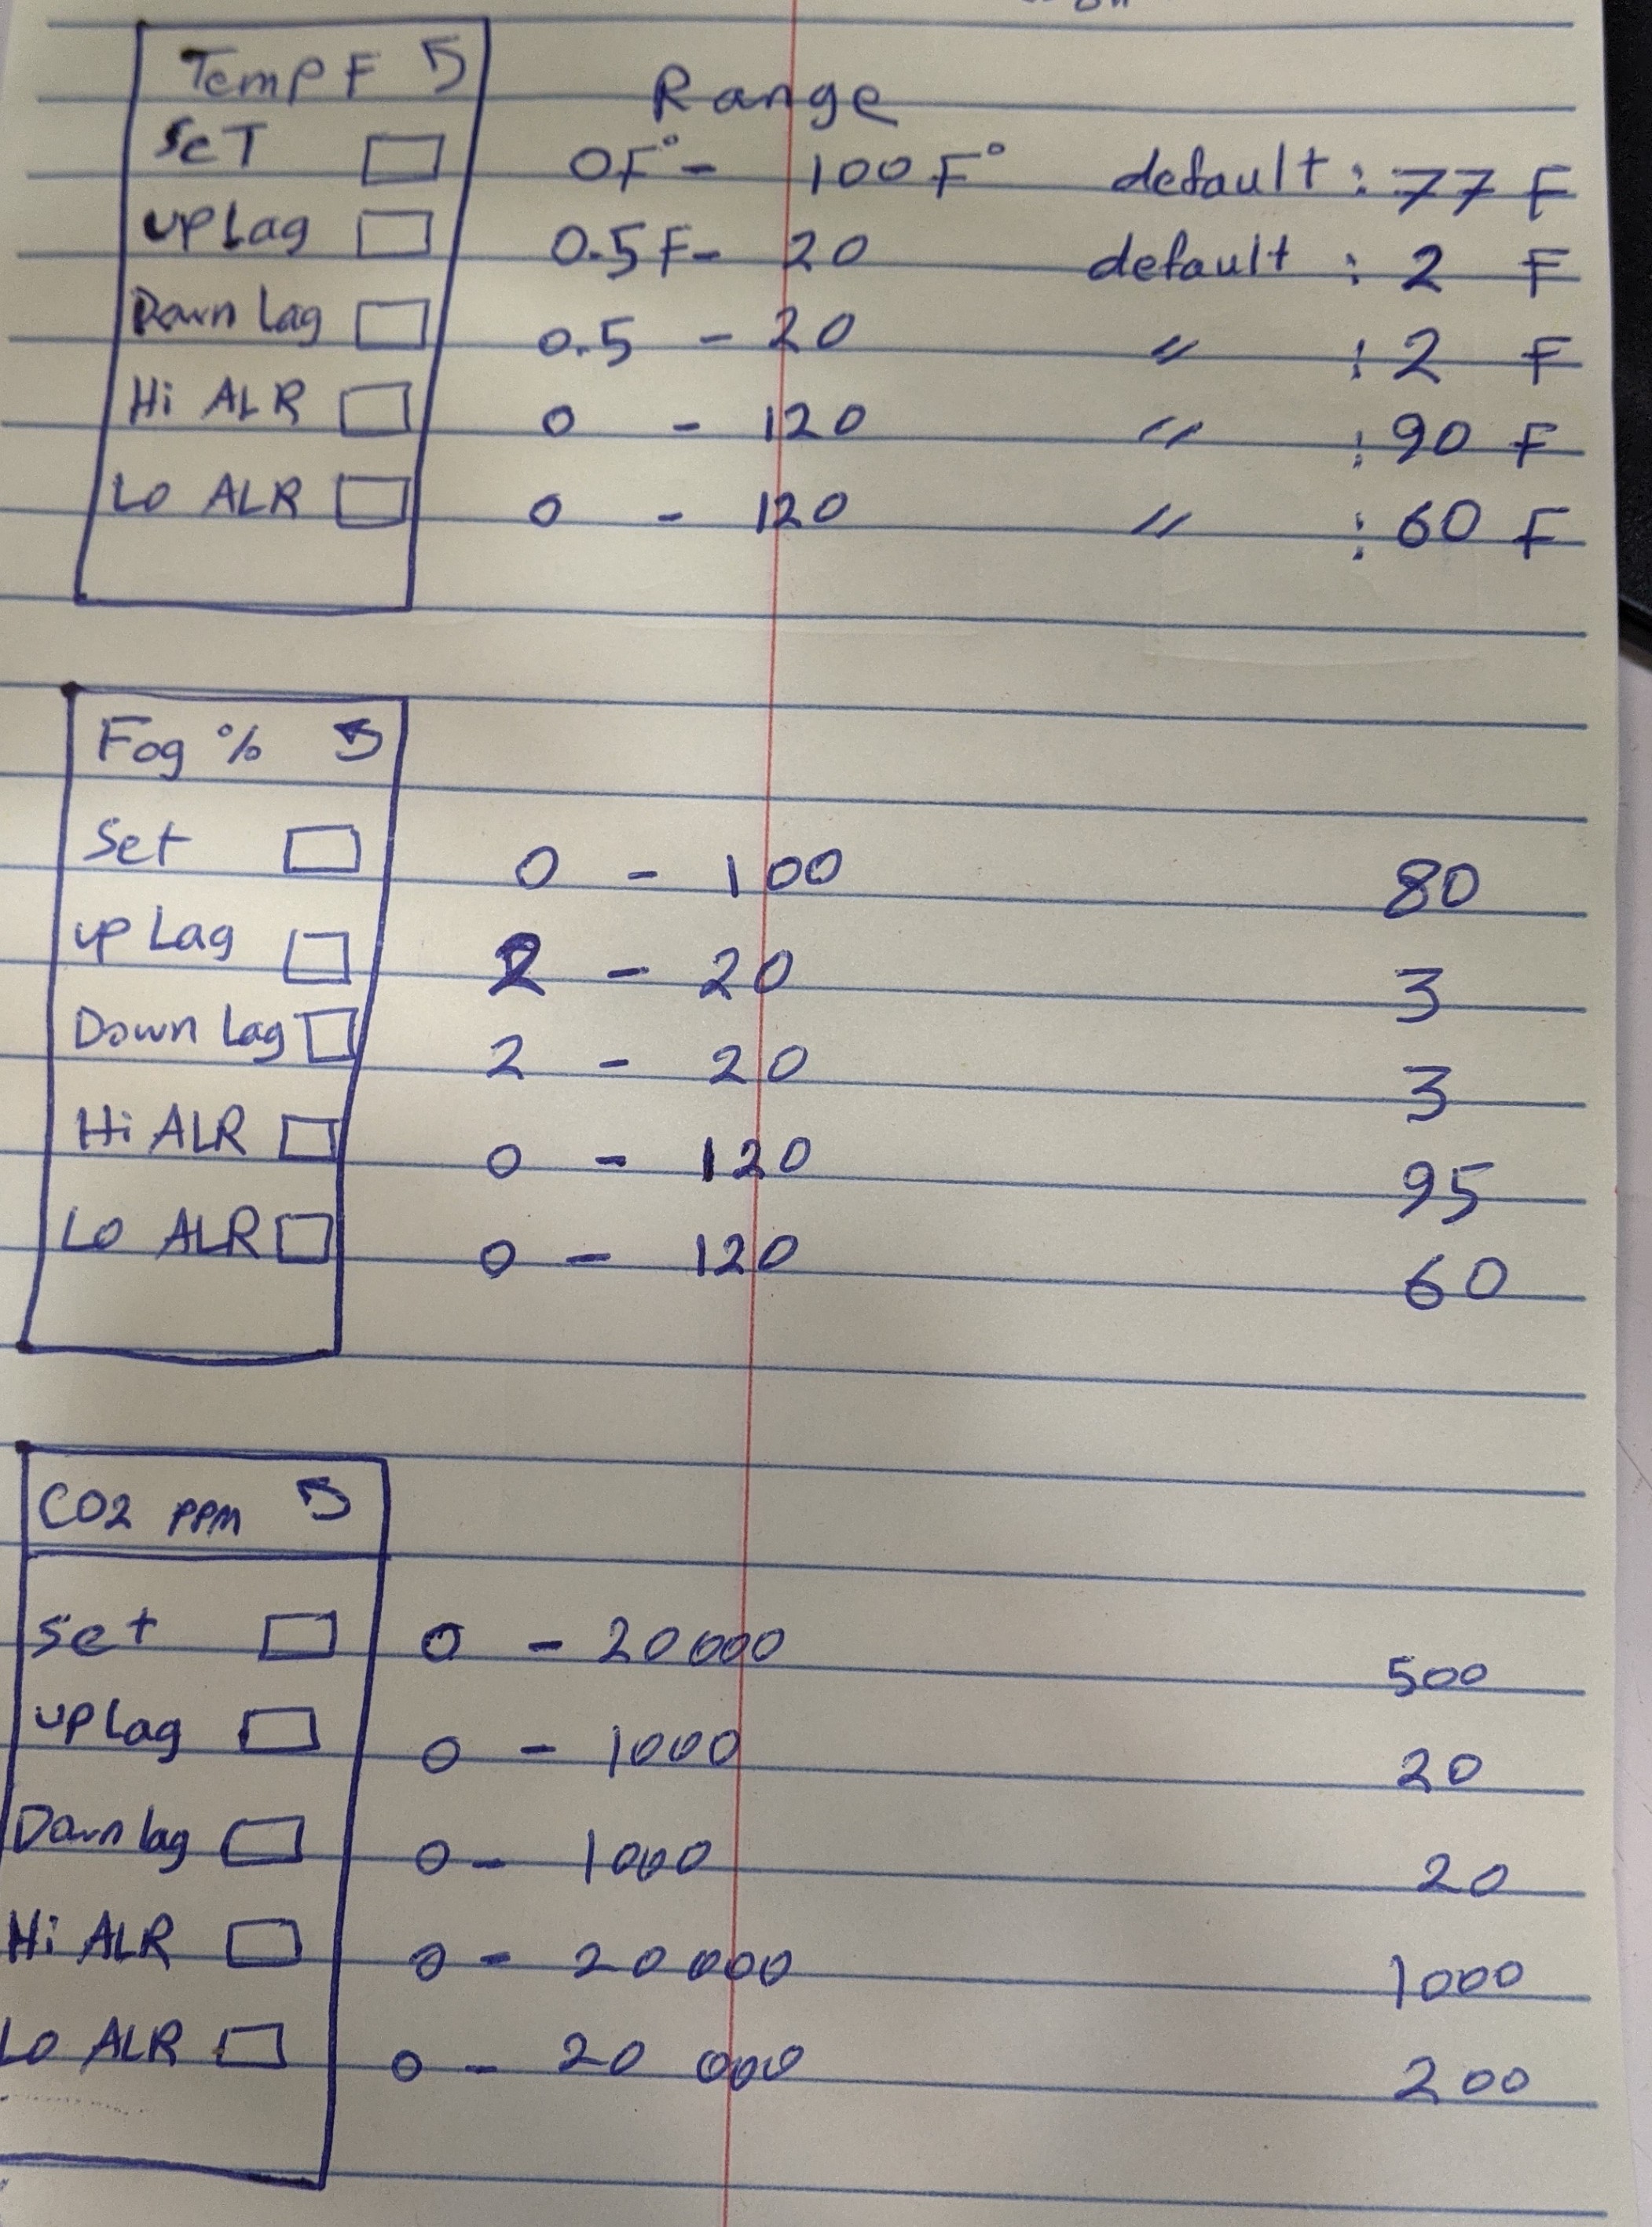 Temp F Range
SeT 0F° - 100F° default : 77 F
up Lag 0.5F - 20 default : 2 F
Down Lag 0.5 - 20 〃 : 2 F
Hi ALR 0 - 120 〃 : 90 F
Lo ALR 0 - 120 〃 : 60 F
Fog %
Set 0 - 100 80
up Lag 2 - 20 3
Down Lag 2 - 20 3
Hi ALR 0 - 120 95
Lo ALR 0 - 120 60
CO2 ppm
Set 0 - 20000 500
up Lag 0 - 1000 20
Down lag 0 - 1000 20
Hi ALR 0 - 20000 1000
Lo ALR 0 - 20 000 200